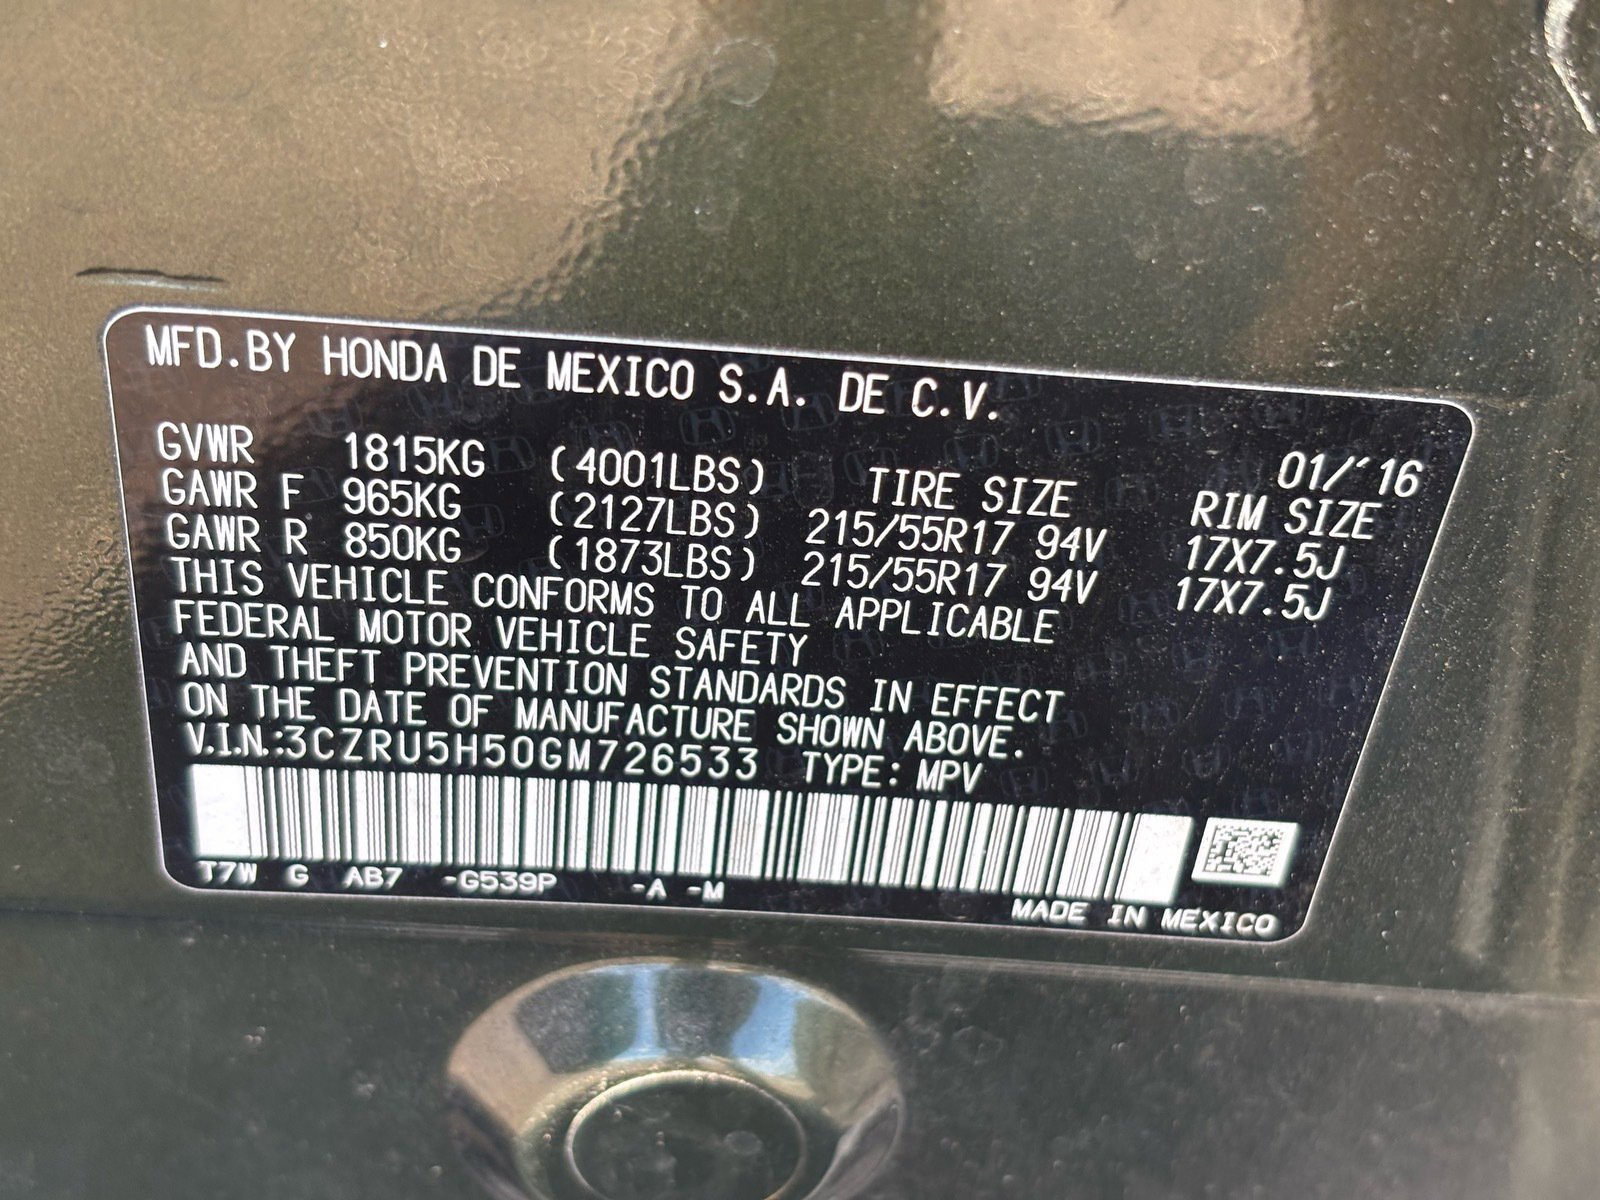 MFD.BY HONDA DE MEXICO S.A. DE C.V.
01/'16
GVWR 1815KG (4001LBS) TIRE SIZE RIM SIZE
GAWR F 965KG (2127LBS) 215/55R17 94V 17X7.5J
GAWR R 850KG (1873LBS) 215/55R17 94V 17X7.5J
THIS VEHICLE CONFORMS TO ALL APPLICABLE
FEDERAL MOTOR VEHICLE SAFETY
AND THEFT PREVENTION STANDARDS IN EFFECT
ON THE DATE OF MANUFACTURE SHOWN ABOVE.
V.I.N.:3CZRU5H50GM726533 TYPE: MPV
T7W G AB7 -G539P -A -M
MADE IN MEXICO